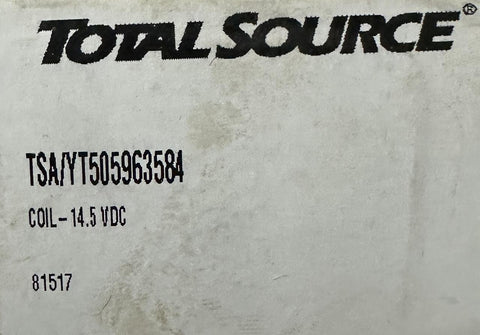 TOTAL SOURCE®
TSA/YT505963584
COIL-14.5 VDC
81517